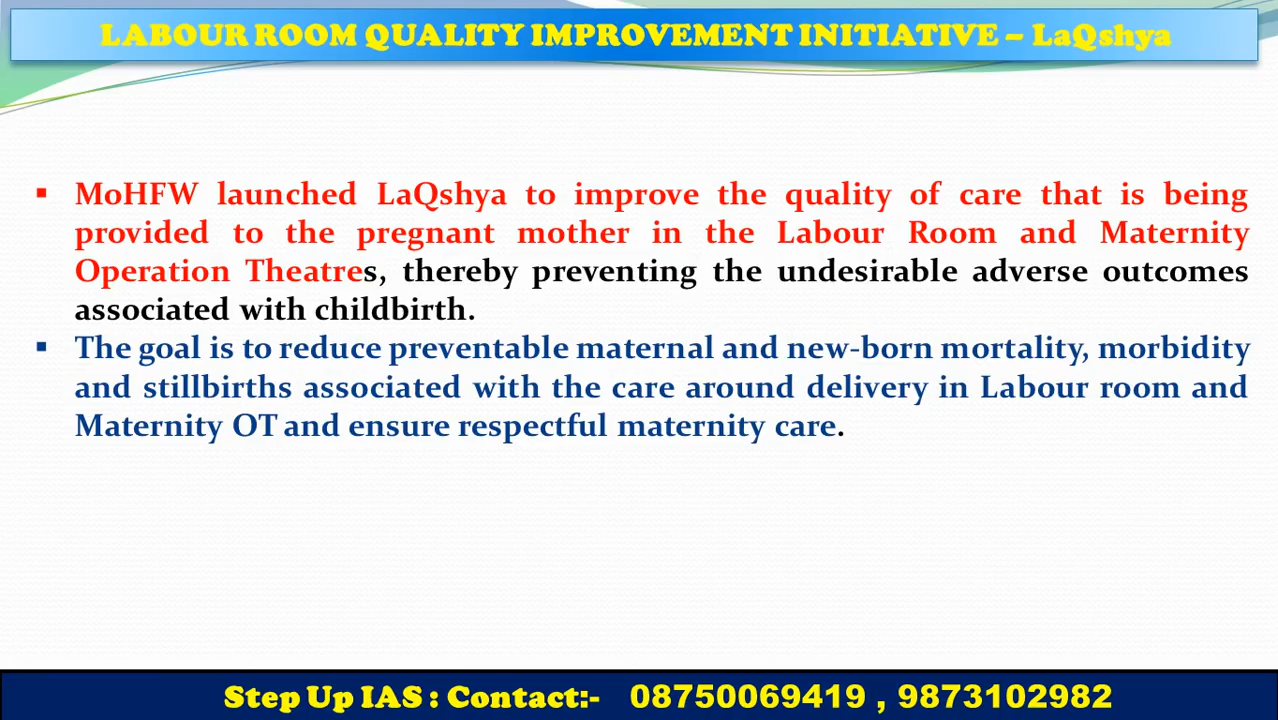 LABOUR ROOM QUALITY IMPROVEMENT INITIATIVE – LaQshya
▪ MoHFW launched LaQshya to improve the quality of care that is being
provided to the pregnant mother in the Labour Room and Maternity
Operation Theatres, thereby preventing the undesirable adverse outcomes
associated with childbirth.
▪ The goal is to reduce preventable maternal and new-born mortality, morbidity
and stillbirths associated with the care around delivery in Labour room and
Maternity OT and ensure respectful maternity care.
Step Up IAS : Contact:- 08750069419 , 9873102982